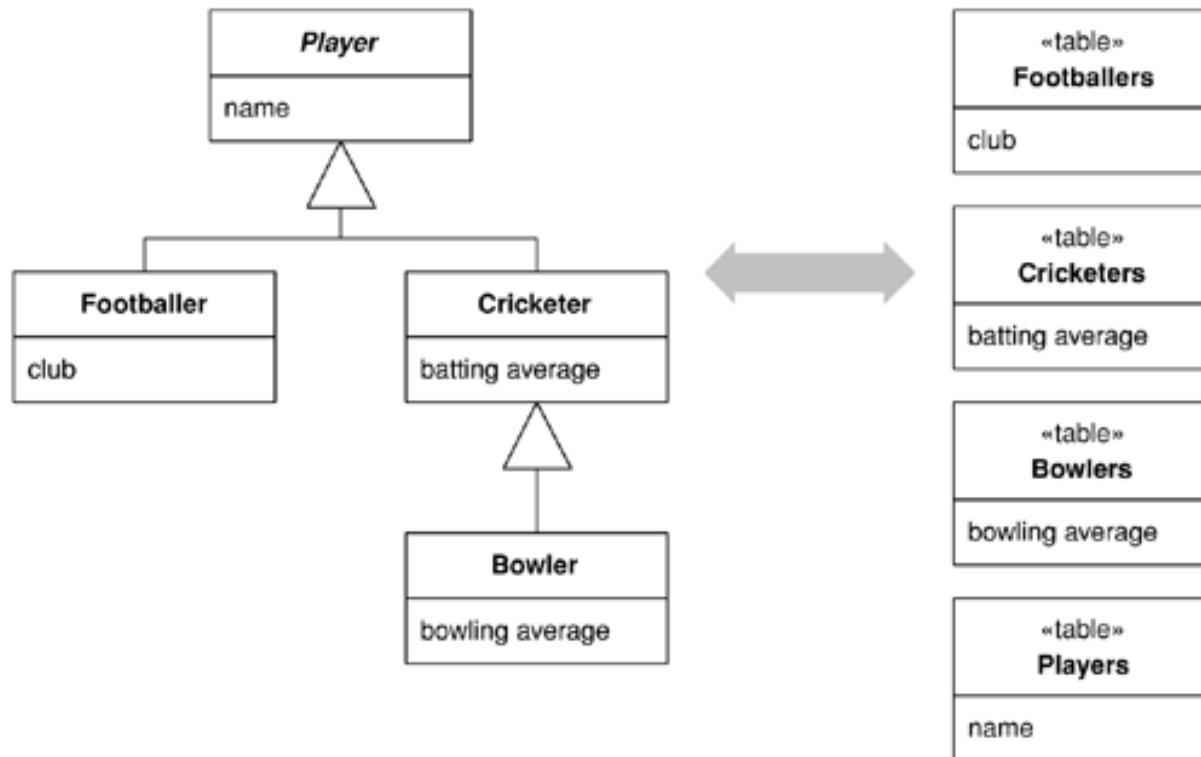 Player
name
Footballer
club
Cricketer
batting average
Bowler
bowling average
«table»
Footballers
club
«table»
Cricketers
batting average
«table»
Bowlers
bowling average
«table»
Players
name